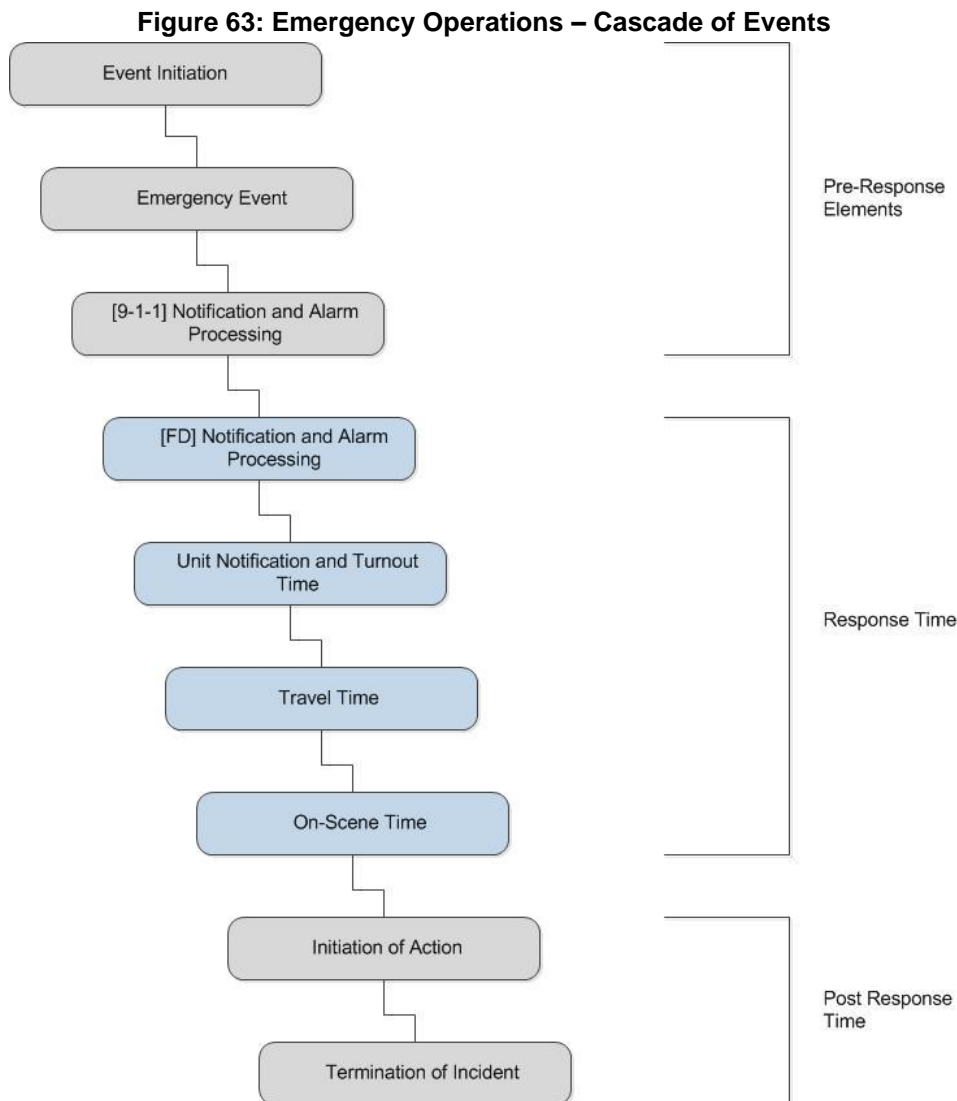 Figure 63: Emergency Operations – Cascade of Events
Event Initiation
Emergency Event
Pre-Response
Elements
[9-1-1] Notification and Alarm
Processing
[FD] Notification and Alarm
Processing
Unit Notification and Turnout
Time
Response Time
Travel Time
On-Scene Time
Initiation of Action
Post Response
Time
Termination of Incident